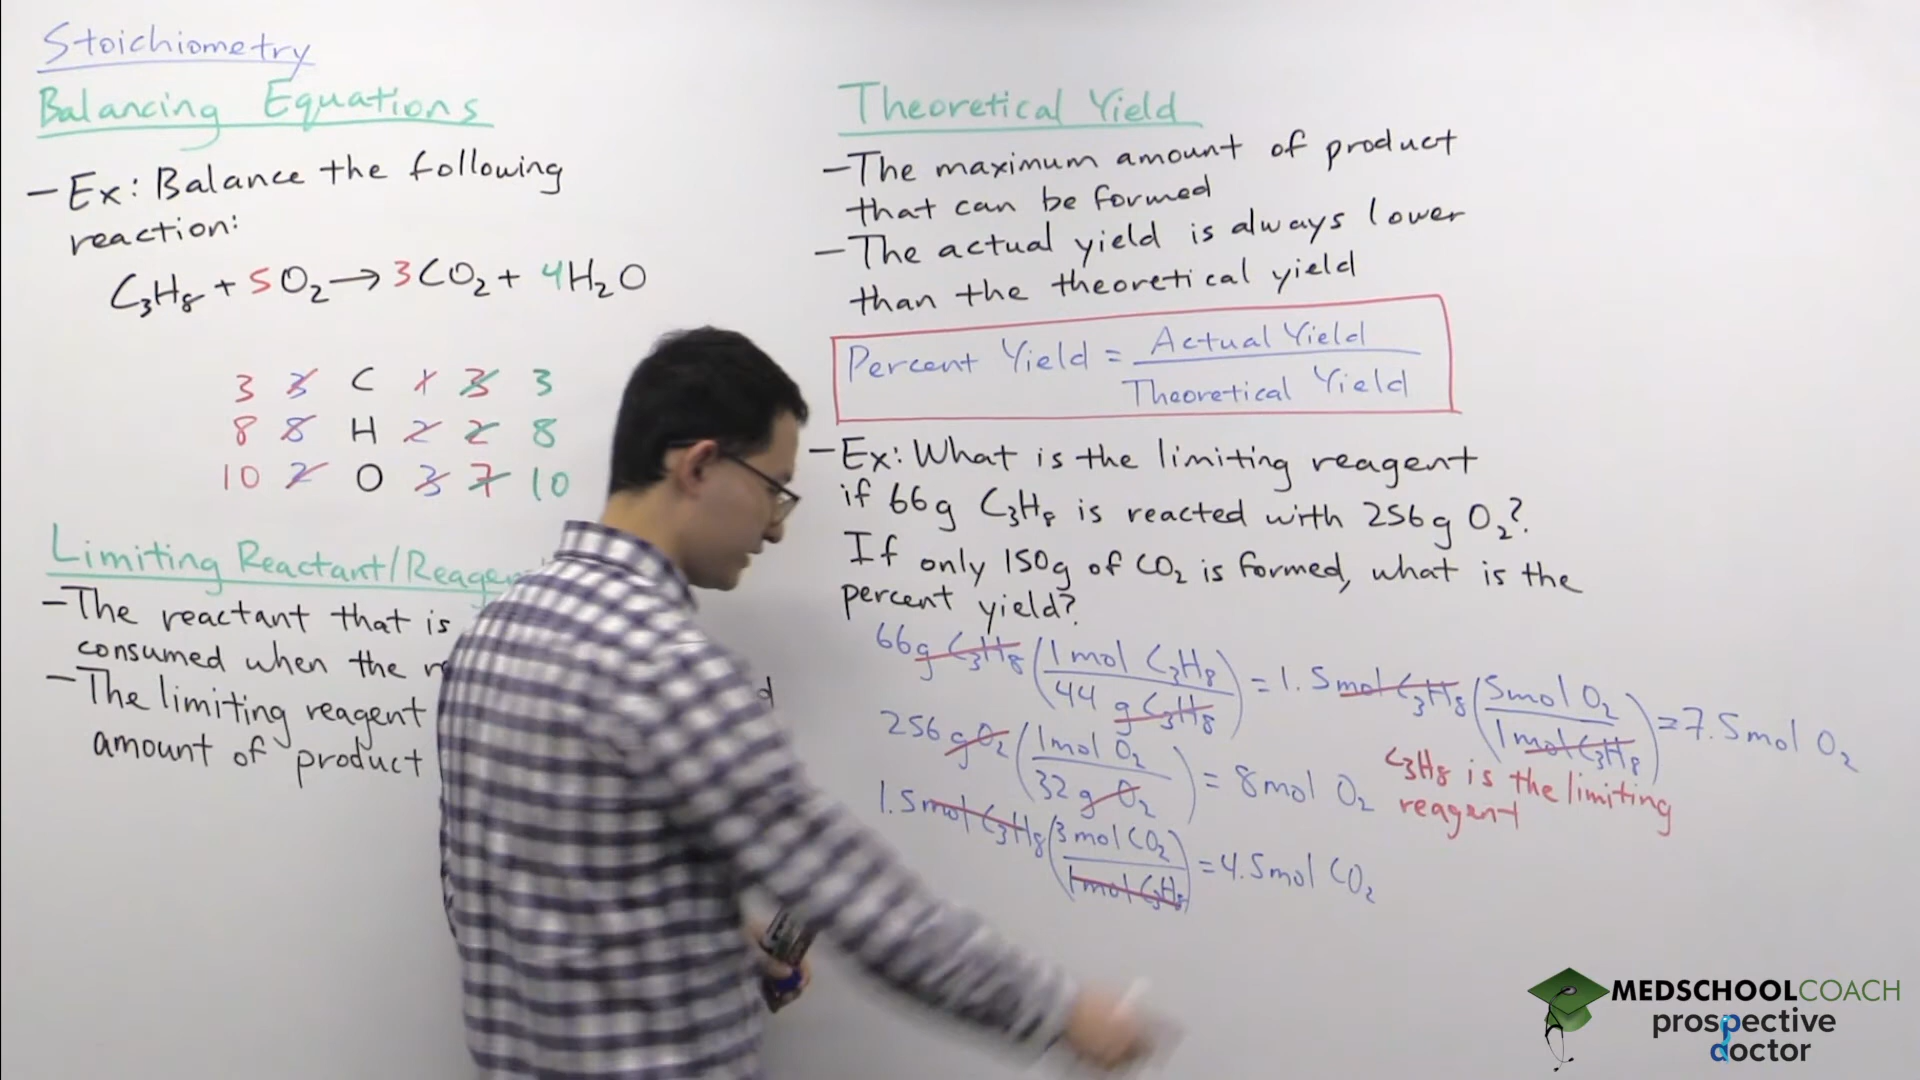 Stoichiometry
Balancing Equations
- Ex: Balance the following
reaction:
C₃H₈ + 5O₂ → 3CO₂ + 4H₂O
3 3 C 1 3 3
8 8 H 2 2 8
10 2 O 3 7 10
Limiting Reactant/Reagen
- The reactant that is
consumed when the r
- The limiting reagent d
amount of product
Theoretical Yield
- The maximum amount of product
that can be formed
- The actual yield is always lower
than the theoretical yield
Percent Yield = Actual Yield
Theoretical Yield
- Ex: What is the limiting reagent
if 66g C₃H₈ is reacted with 256g O₂?
If only 150g of CO₂ is formed, what is the
percent yield?
66g C₃H₈ (1 mol C₃H₈ / 44 g C₃H₈) = 1.5 mol C₃H₈ (5 mol O₂ / 1 mol C₃H₈) = 7.5 mol O₂
256 g O₂ (1 mol O₂ / 32 g O₂) = 8 mol O₂
C₃H₈ is the limiting
reagent
1.5 mol C₃H₈ (3 mol CO₂ / 1 mol C₃H₈) = 4.5 mol CO₂
MEDSCHOOLCOACH
prospective
doctor